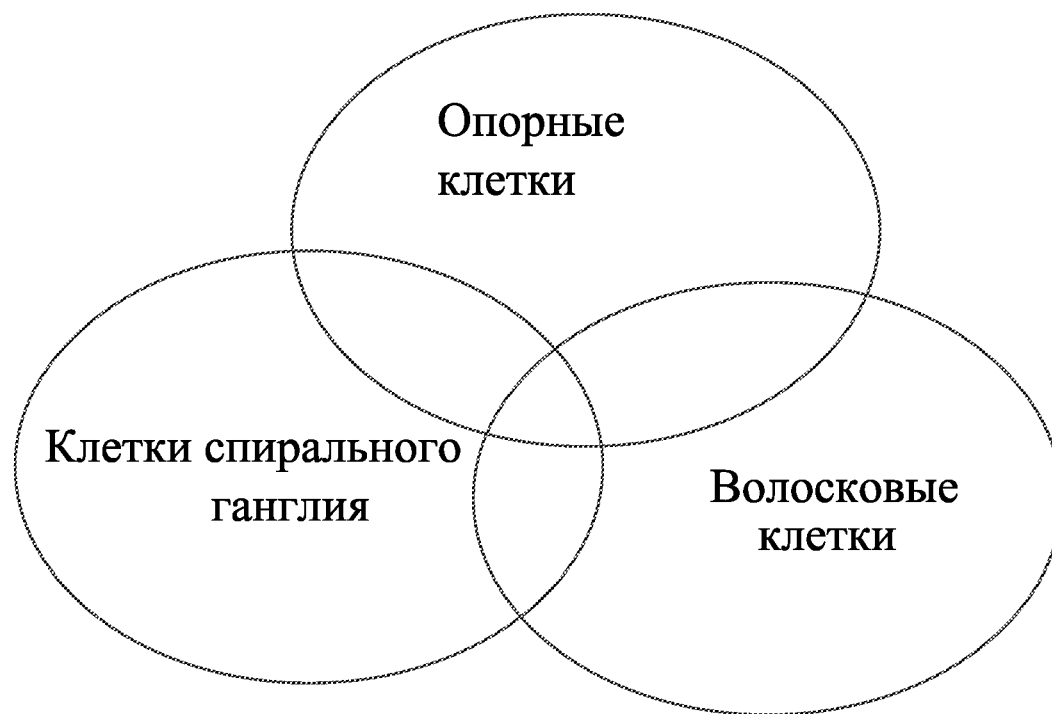 Опорные
клетки
Клетки спирального
ганглия
Волосковые
клетки